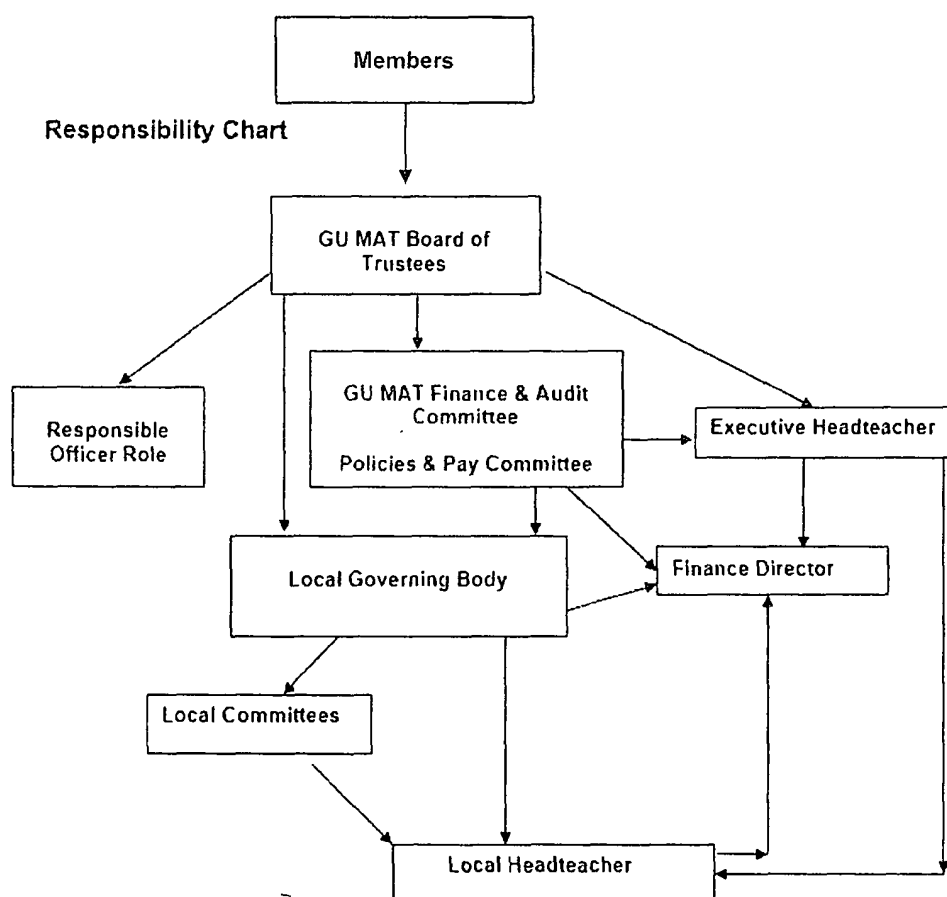 Members
Responsibility Chart
GU MAT Board of
Trustees
GU MAT Finance & Audit
Committee
Policies & Pay Committee
Responsible
Officer Role
Executive Headteacher
Local Governing Body
Finance Director
Local Committees
Local Headteacher